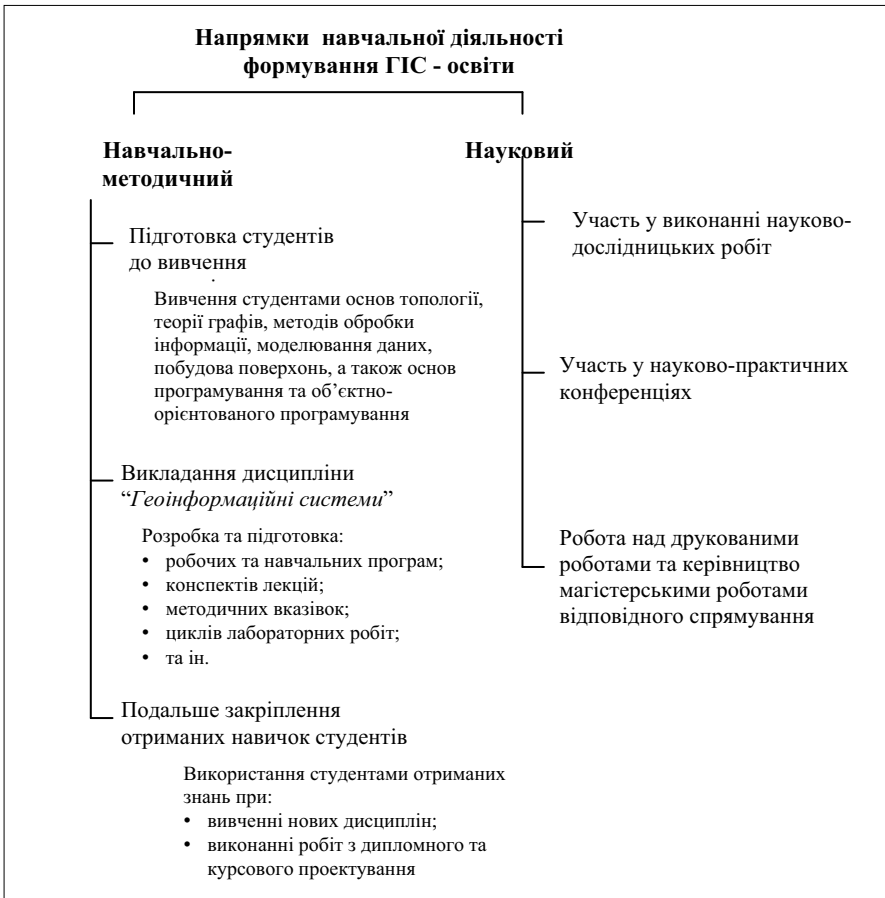 Напрямки навчальної діяльності
формування ГІС - освіти
Навчально-
методичний
Підготовка студентів
до вивчення
Вивчення студентами основ топології,
теорії графів, методів обробки
інформації, моделювання даних,
побудова поверхонь, а також основ
програмування та об’єктно-
орієнтованого програмування
Викладання дисципліни
“Геоінформаційні системи”
Розробка та підготовка:
• робочих та навчальних програм;
• конспектів лекцій;
• методичних вказівок;
• циклів лабораторних робіт;
• та ін.
Подальше закріплення
отриманих навичок студентів
Використання студентами отриманих
знань при:
• вивченні нових дисциплін;
• виконанні робіт з дипломного та
курсового проектування
Науковий
Участь у виконанні науково-
дослідницьких робіт
Участь у науково-практичних
конференціях
Робота над друкованими
роботами та керівництво
магістерськими роботами
відповідного спрямування